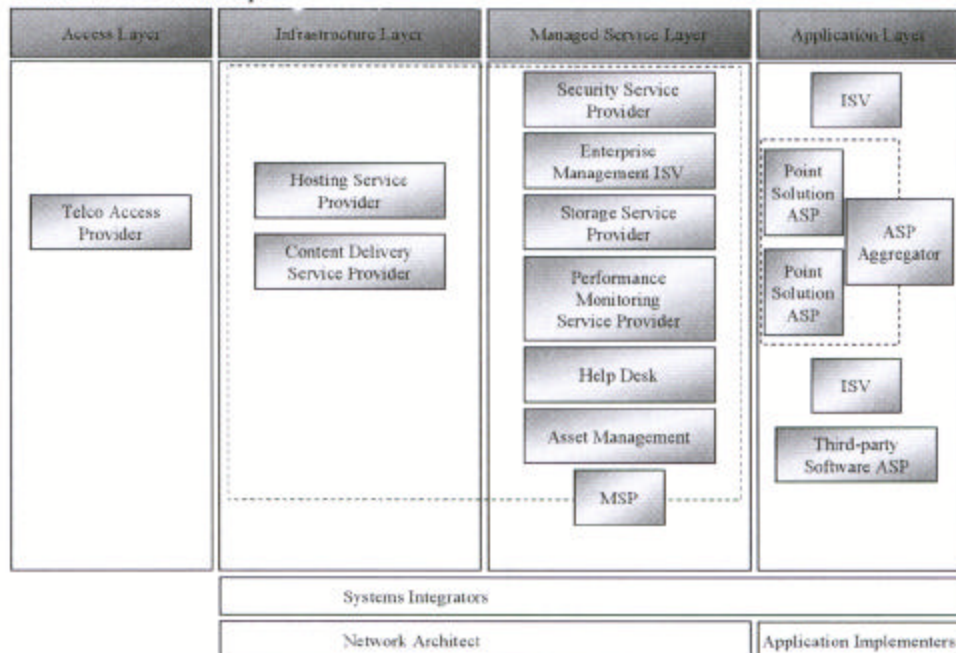 Access Layer
Infrastructure Layer
Managed Service Layer
Application Layer
Telco Access
Provider
Hosting Service
Provider
Content Delivery
Service Provider
Security Service
Provider
Enterprise
Management ISV
Storage Service
Provider
Performance
Monitoring
Service Provider
Help Desk
Asset Management
MSP
ISV
Point
Solution
ASP
ASP
Aggregator
Point
Solution
ASP
ISV
Third-party
Software ASP
Systems Integrators
Network Architect
Application Implementers